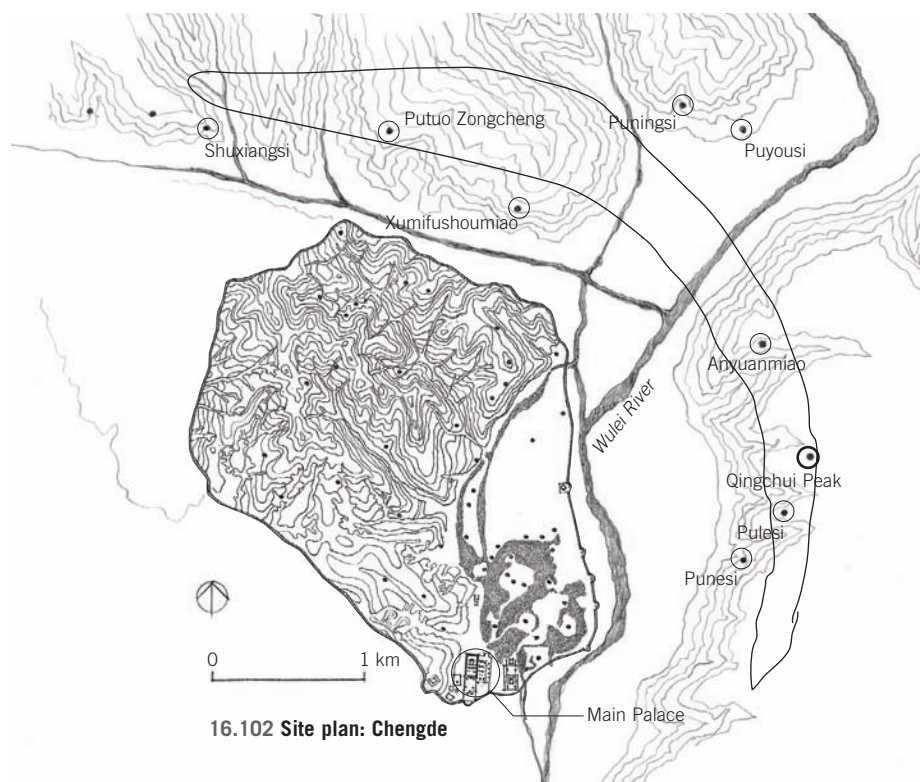 Putuo Zongcheng
Puningsi
Shuxiangsi
Puyousi
Xumifushoumiao
Anyuanmiao
Wulei River
Qingchui Peak
Pulesi
Punesi
0 1 km
Main Palace
16.102 Site plan: Chengde